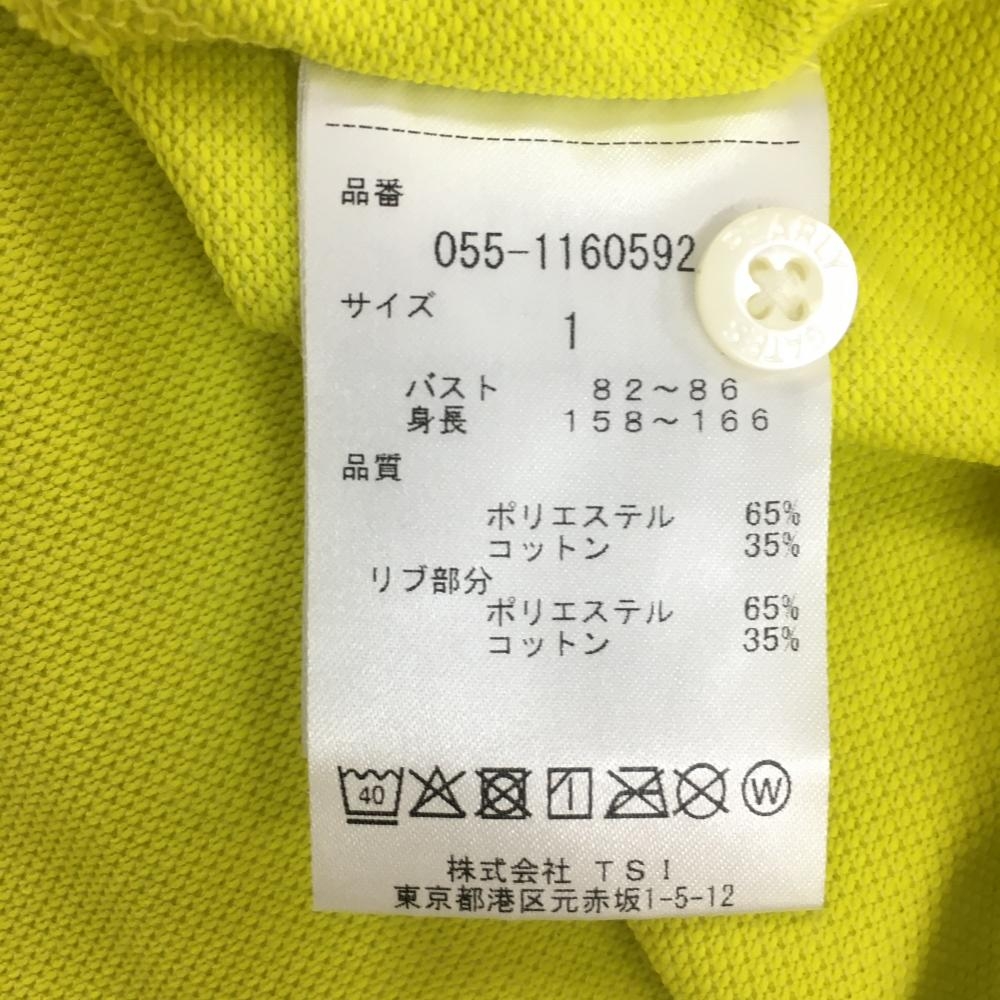 品番
055-1160592
PEARLY GATES
サイズ
1
バスト 82~86
身長 158~166
品質
ポリエステル 65%
コットン 35%
リブ部分
ポリエステル 65%
コットン 35%
40
W
株式会社 TSI
東京都港区元赤坂1-5-12